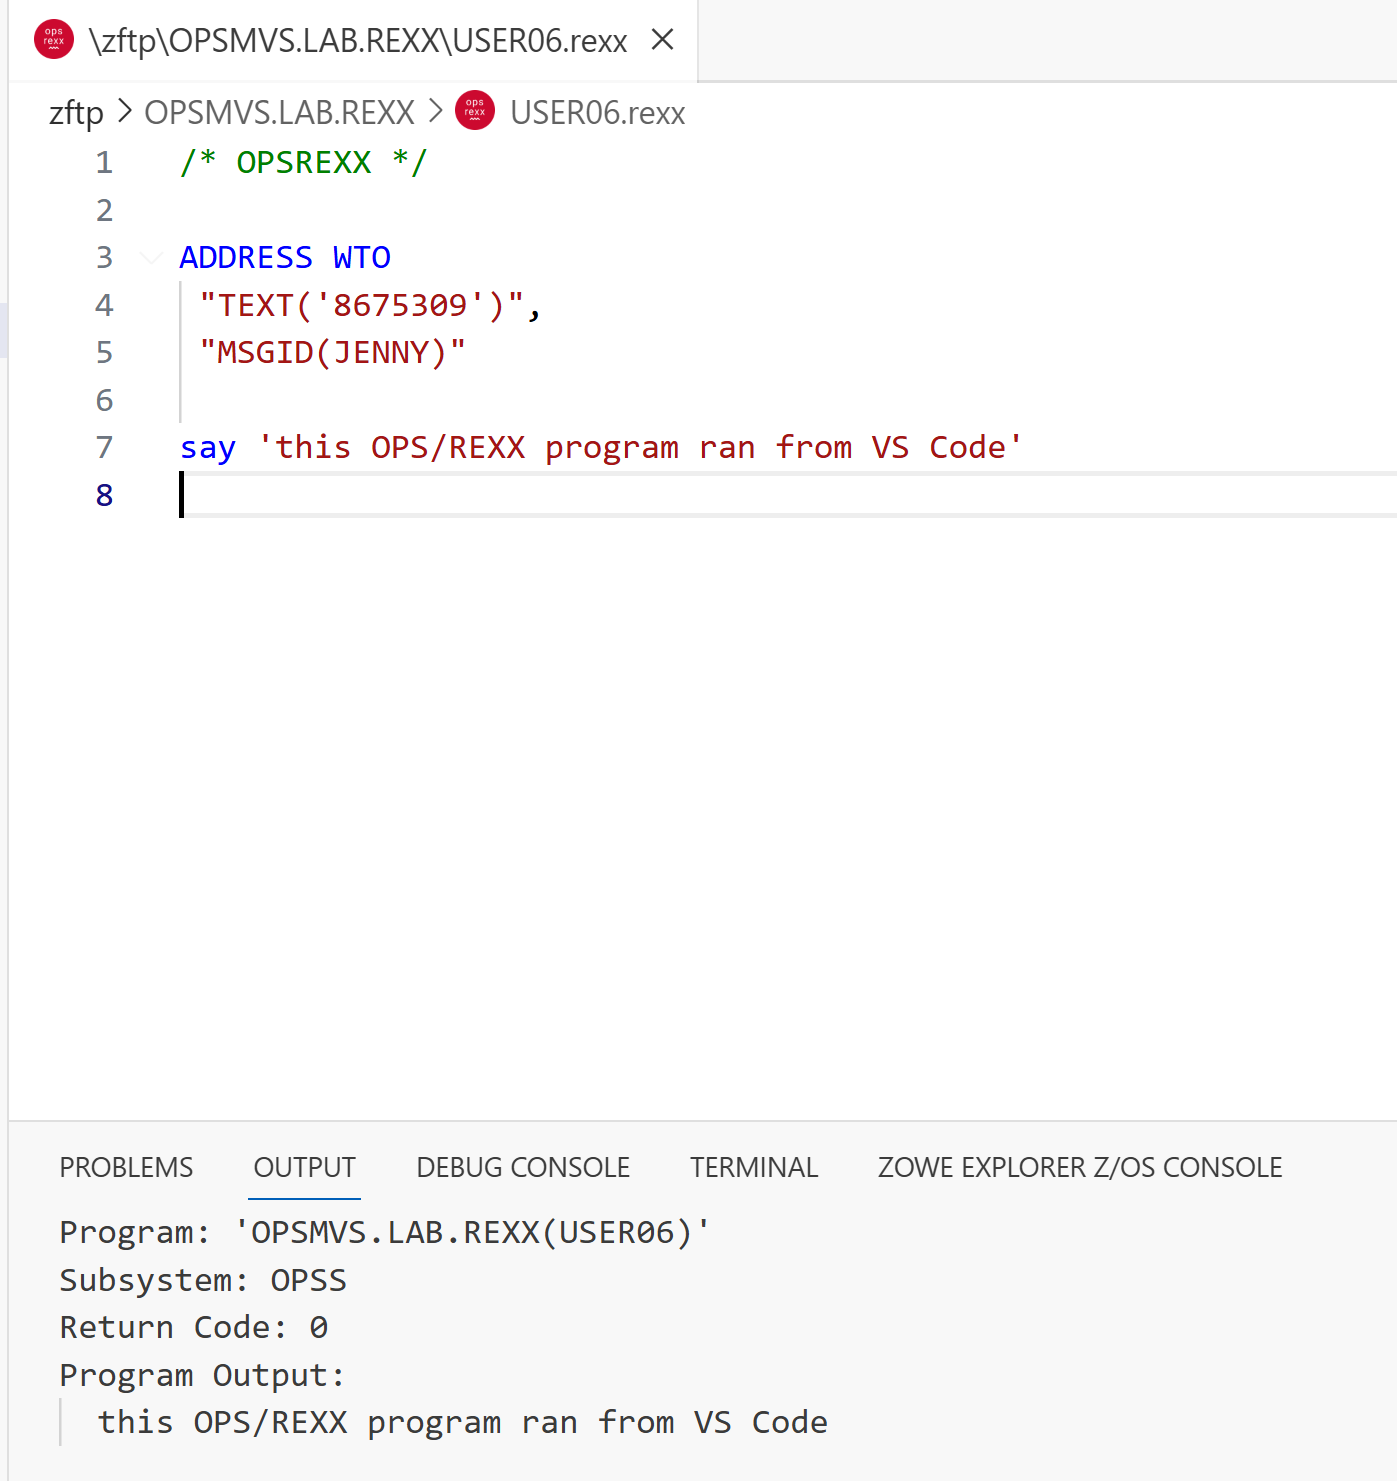 ops
rexx
\zftp\OPSMVS.LAB.REXX\USER06.rexx
zftp > OPSMVS.LAB.REXX > ops rexx USER06.rexx
1 /* OPSREXX */
2
3 ADDRESS WTO
4 "TEXT('8675309')",
5 "MSGID(JENNY)"
6
7 say 'this OPS/REXX program ran from VS Code'
8
PROBLEMS OUTPUT DEBUG CONSOLE TERMINAL ZOWE EXPLORER Z/OS CONSOLE
Program: 'OPSMVS.LAB.REXX(USER06)'
Subsystem: OPSS
Return Code: 0
Program Output:
this OPS/REXX program ran from VS Code